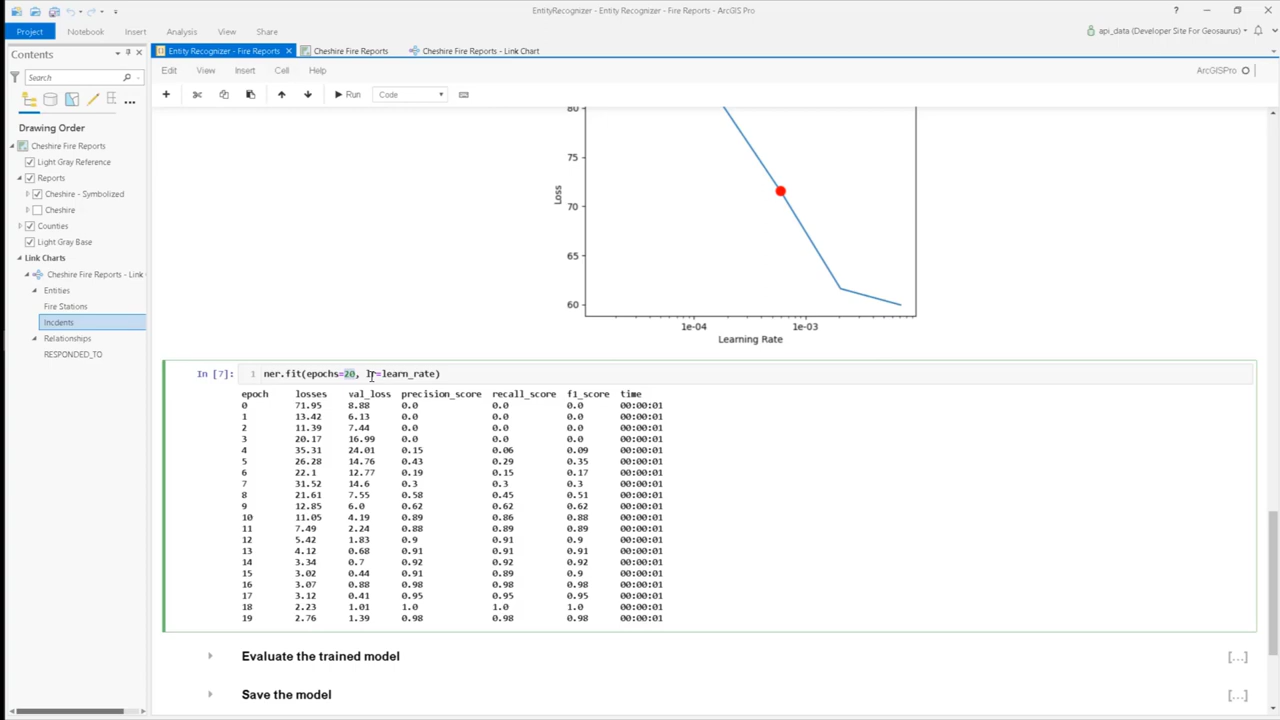 EntityRecognizer - Entity Recognizer - Fire Reports - ArcGIS Pro
?
Project Notebook Insert Analysis View Share
api_data (Developer Site For Geosaurus)
Contents
Search
Drawing Order
Cheshire Fire Reports
Light Gray Reference
Reports
Cheshire - Symbolized
Cheshire
Counties
Light Gray Base
Link Charts
Cheshire Fire Reports - Link
Entities
Fire Stations
Incdents
Relationships
RESPONDED_TO
Entity Recognizer - Fire Reports Cheshire Fire Reports Cheshire Fire Reports - Link Chart
Edit View Insert Cell Help
ArcGISPro
Run Code
80
75
70
65
60
Loss
1e-04 1e-03
Learning Rate
In [7]: 1 ner.fit(epochs=20, lr=learn_rate)
epoch losses val_loss precision_score recall_score f1_score time
0 71.95 8.88 0.0 0.0 0.0 00:00:01
1 13.42 6.13 0.0 0.0 0.0 00:00:01
2 11.39 7.44 0.0 0.0 0.0 00:00:01
3 20.17 16.99 0.0 0.0 0.0 00:00:01
4 35.31 24.01 0.15 0.06 0.09 00:00:01
5 26.28 14.76 0.43 0.29 0.35 00:00:01
6 22.1 12.77 0.19 0.15 0.17 00:00:01
7 31.52 14.6 0.3 0.3 0.3 00:00:01
8 21.61 7.55 0.58 0.45 0.51 00:00:01
9 12.85 6.0 0.62 0.62 0.62 00:00:01
10 11.05 4.19 0.89 0.86 0.88 00:00:01
11 7.49 2.24 0.88 0.89 0.89 00:00:01
12 5.42 1.83 0.9 0.91 0.9 00:00:01
13 4.12 0.68 0.91 0.91 0.91 00:00:01
14 3.34 0.7 0.92 0.92 0.92 00:00:01
15 3.02 0.44 0.91 0.89 0.9 00:00:01
16 3.07 0.88 0.98 0.98 0.98 00:00:01
17 3.12 0.41 0.95 0.95 0.95 00:00:01
18 2.23 1.01 1.0 1.0 1.0 00:00:01
19 2.76 1.39 0.98 0.98 0.98 00:00:01
Evaluate the trained model [...]
Save the model [...]